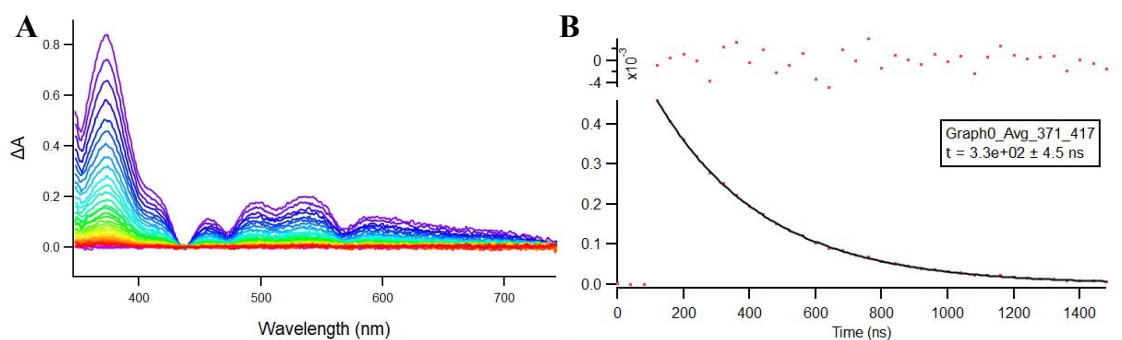 A
ΔA
0.8
0.6
0.4
0.2
0.0
400
500
600
700
Wavelength (nm)
B
x10⁻³
0
-4
0.3
0.2
0.1
0.0
0
200
400
600
800
1000
1200
1400
Time (ns)
Graph0_Avg_371_417
t = 3.3e+02 ± 4.5 ns